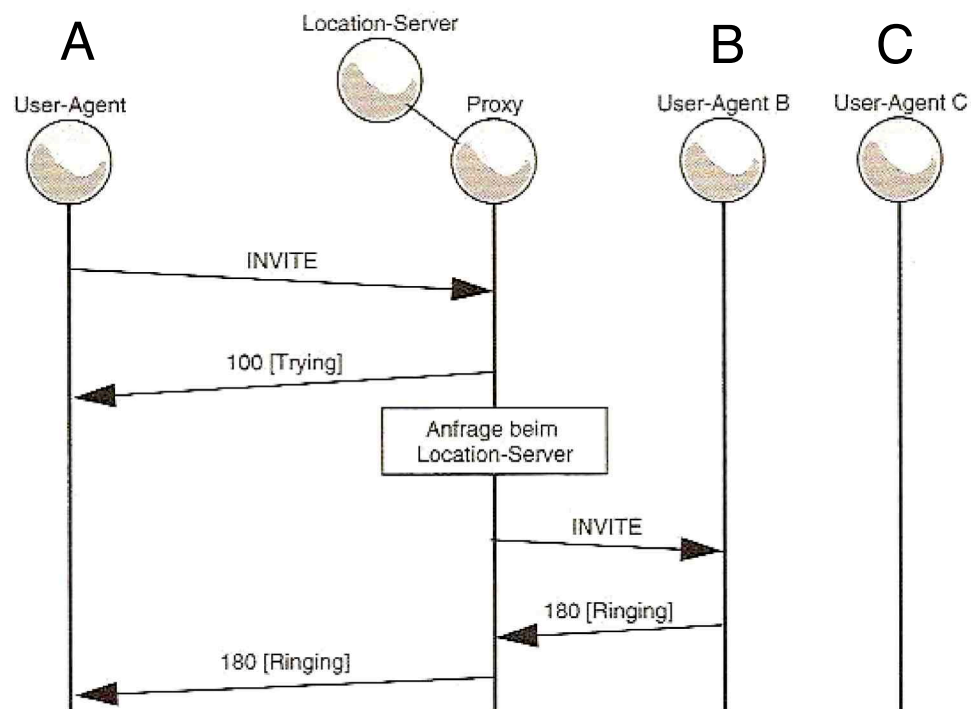 A
Location-Server
B
C
User-Agent
Proxy
User-Agent B
User-Agent C
INVITE
100 [Trying]
Anfrage beim
Location-Server
INVITE
180 [Ringing]
180 [Ringing]